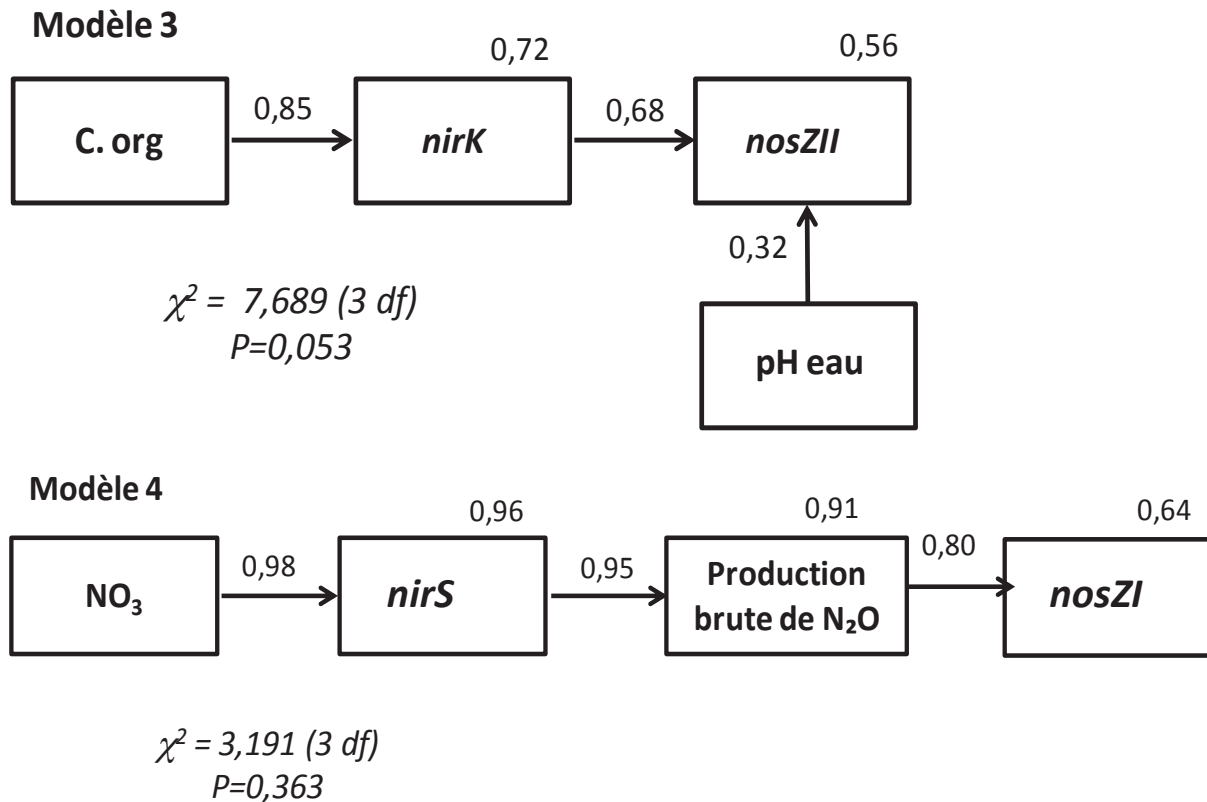 Modèle 3
0,72
0,56
C. org
0,85
nirK
0,68
nosZII
0,32
pH eau
χ² = 7,689 (3 df)
P=0,053
Modèle 4
0,96
0,91
0,64
NO₃
0,98
nirS
0,95
Production
brute de N₂O
0,80
nosZI
χ² = 3,191 (3 df)
P=0,363